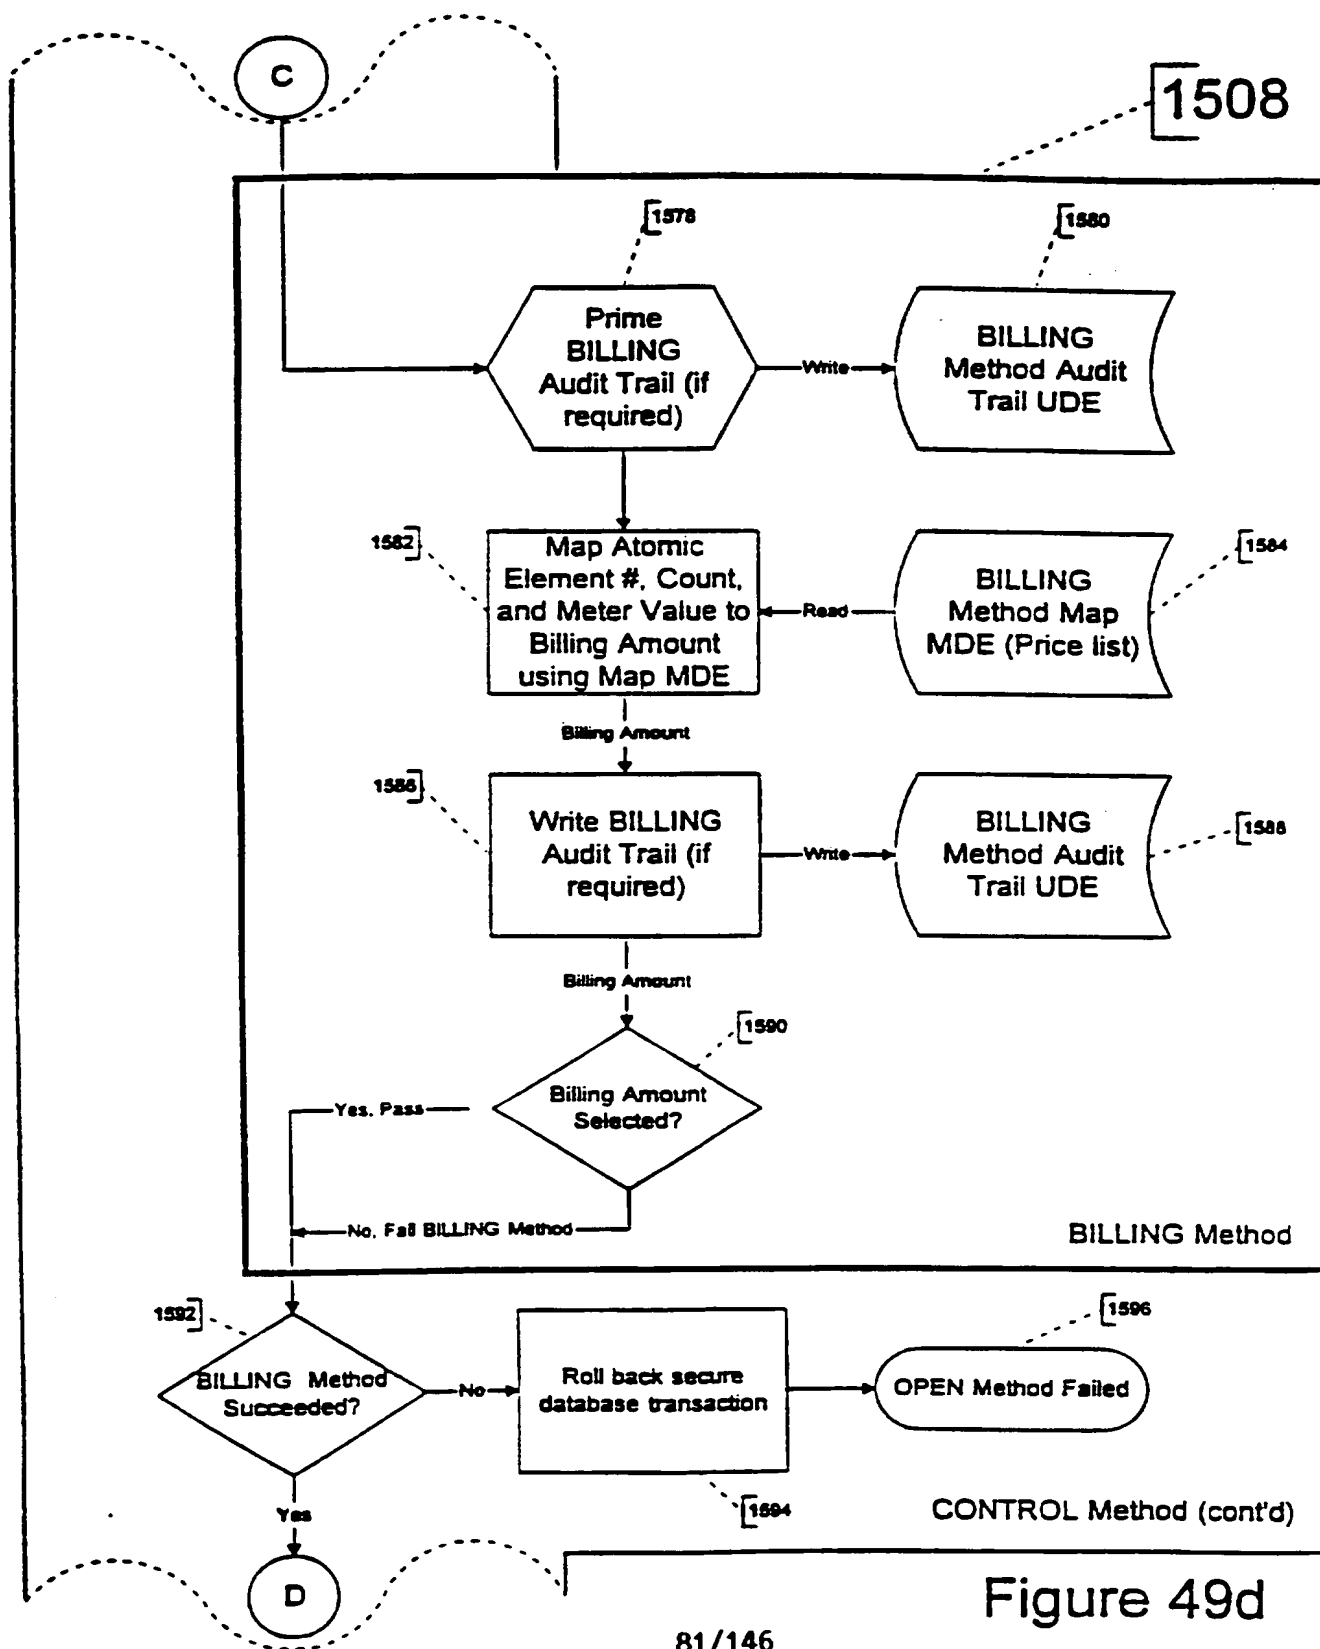 C
1508
1578
1580
Prime
BILLING
Audit Trail (if
required)
Write
BILLING
Method Audit
Trail UDE
1582
Map Atomic
Element #, Count,
and Meter Value to
Billing Amount
using Map MDE
Read
BILLING
Method Map
MDE (Price list)
1584
Billing Amount
1586
Write BILLING
Audit Trail (if
required)
Write
BILLING
Method Audit
Trail UDE
1588
Billing Amount
1590
Billing Amount
Selected?
Yes, Pass
No, Fail BILLING Method
BILLING Method
1592
BILLING Method
Succeeded?
No
Roll back secure
database transaction
1596
OPEN Method Failed
Yes
1594
CONTROL Method (cont'd)
D
Figure 49d
81/146